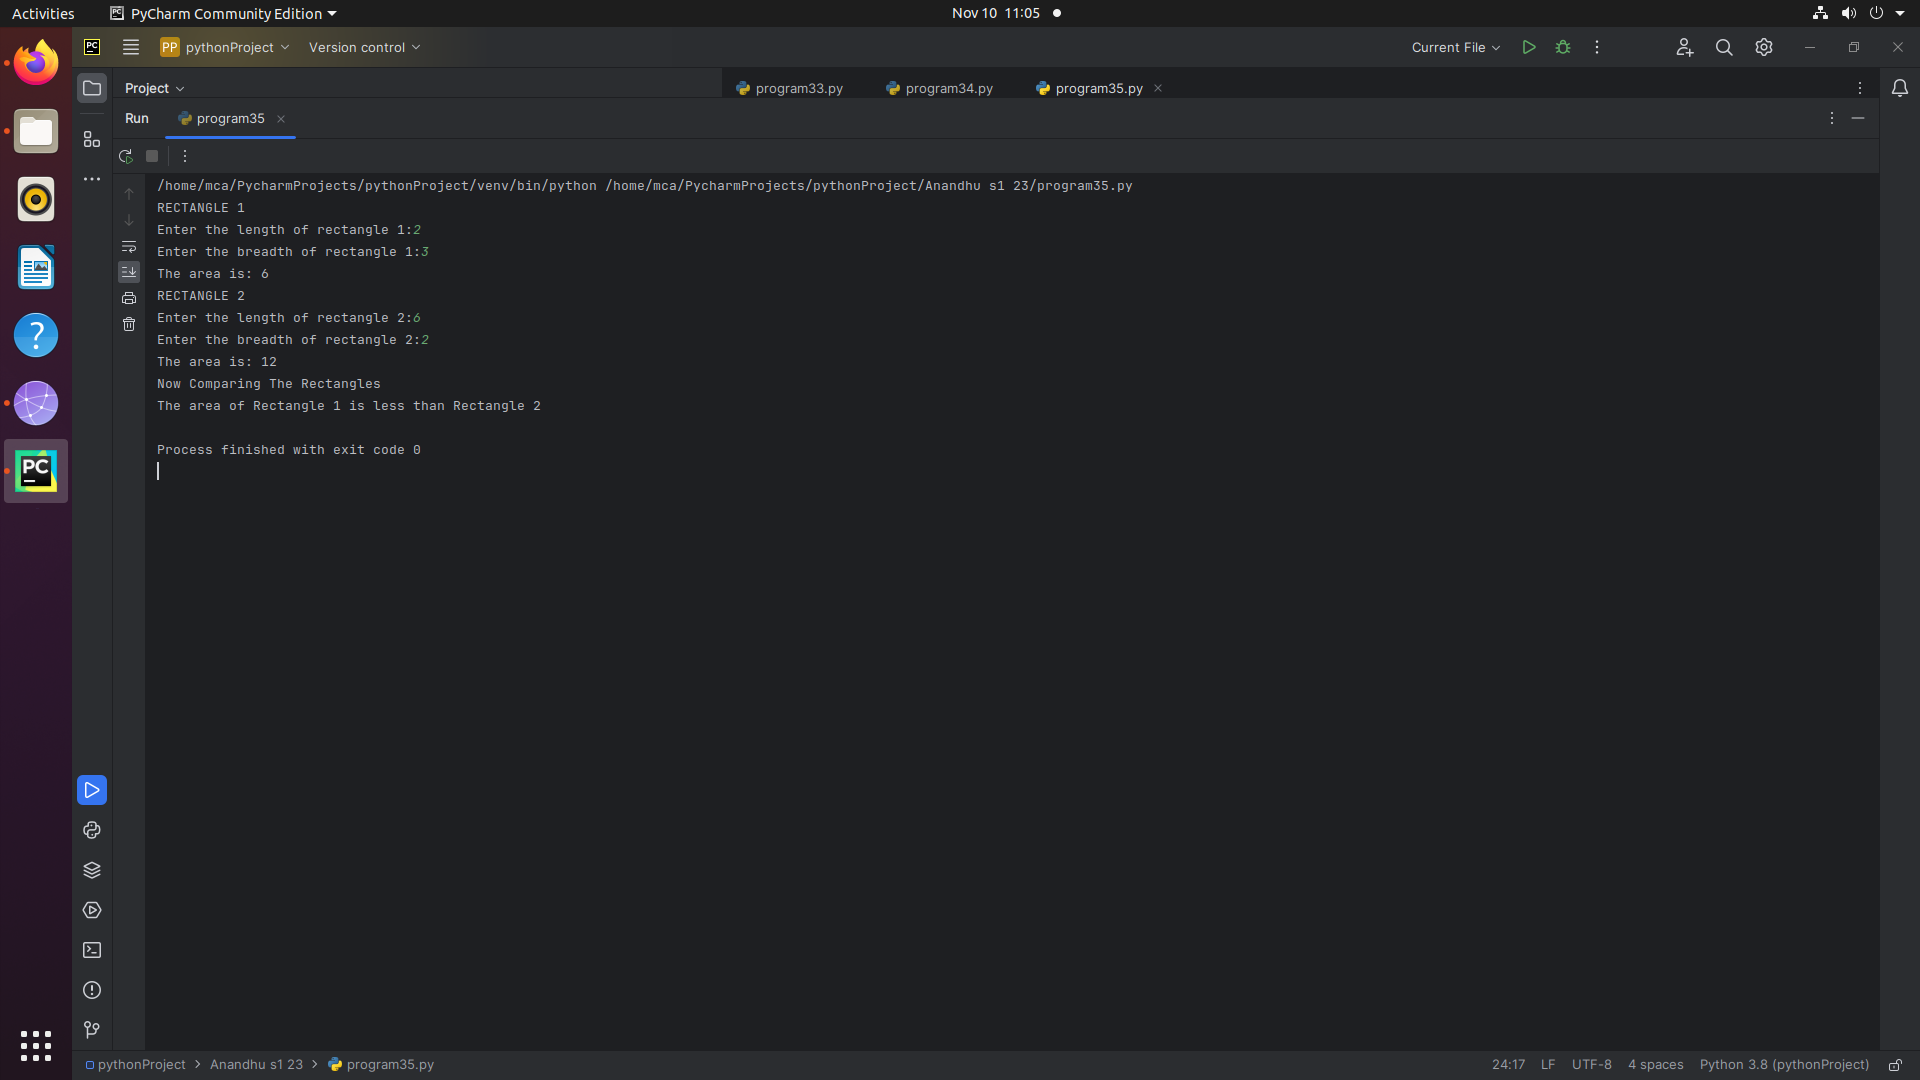 Activities
PC PyCharm Community Edition
Nov 10 11:05
PC
PP pythonProject
Version control
Current File
Project
program33.py
program34.py
program35.py
Run
program35
/home/mca/PycharmProjects/pythonProject/venv/bin/python /home/mca/PycharmProjects/pythonProject/Anandhu s1 23/program35.py
RECTANGLE 1
Enter the length of rectangle 1:2
Enter the breadth of rectangle 1:3
The area is: 6
RECTANGLE 2
Enter the length of rectangle 2:6
Enter the breadth of rectangle 2:2
The area is: 12
Now Comparing The Rectangles
The area of Rectangle 1 is less than Rectangle 2
Process finished with exit code 0
?
PC
pythonProject > Anandhu s1 23 > program35.py
24:17 LF UTF-8 4 spaces Python 3.8 (pythonProject)